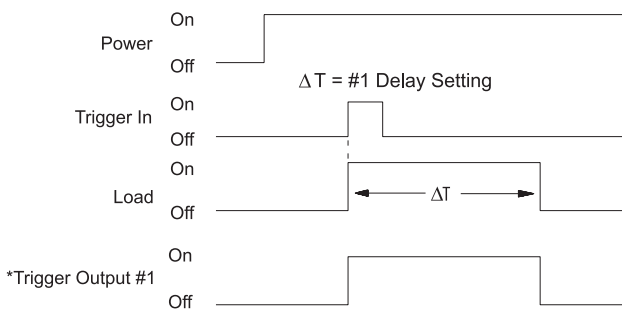 On
Power
Off
Δ T = #1 Delay Setting
On
Trigger In
Off
On
Load
ΔT
Off
On
*Trigger Output #1
Off